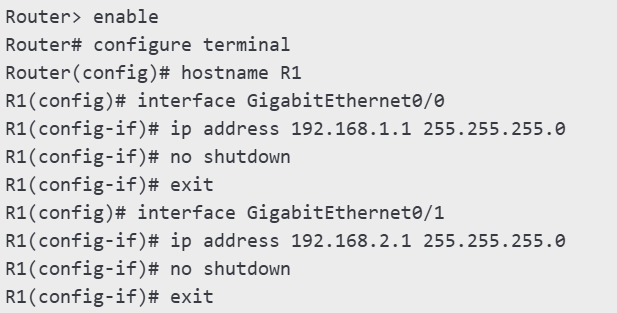 Router> enable
Router# configure terminal
Router(config)# hostname R1
R1(config)# interface GigabitEthernet0/0
R1(config-if)# ip address 192.168.1.1 255.255.255.0
R1(config-if)# no shutdown
R1(config-if)# exit
R1(config)# interface GigabitEthernet0/1
R1(config-if)# ip address 192.168.2.1 255.255.255.0
R1(config-if)# no shutdown
R1(config-if)# exit